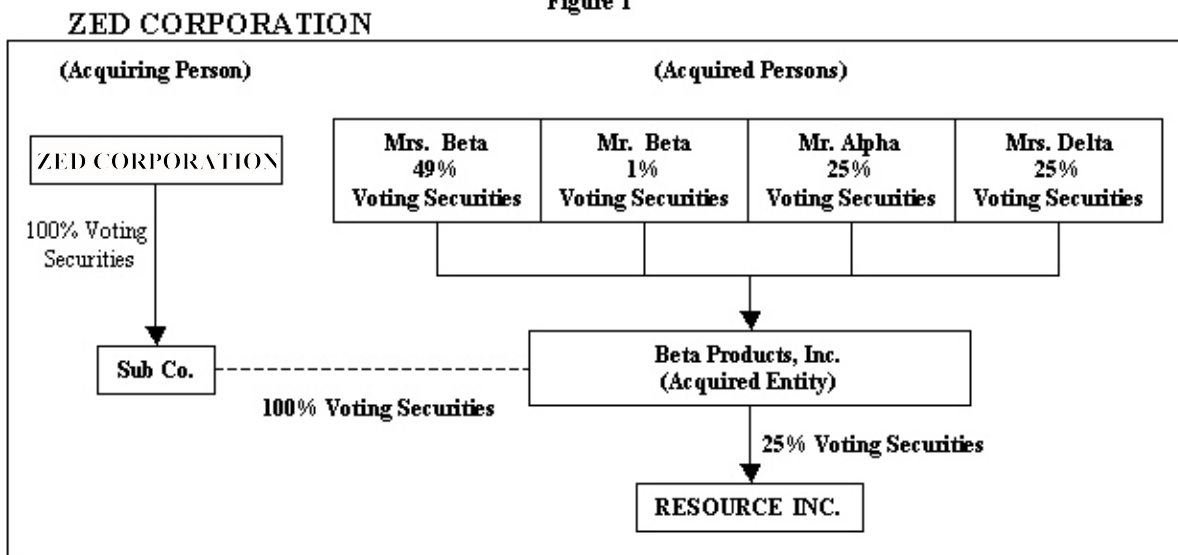 Figure 1
ZED CORPORATION
(Acquiring Person)
(Acquired Persons)
ZED CORPORATION
Mrs. Beta
49%
Voting Securities
Mr. Beta
1%
Voting Securities
Mr. Alpha
25%
Voting Securities
Mrs. Delta
25%
Voting Securities
100% Voting
Securities
Sub Co.
Beta Products, Inc.
(Acquired Entity)
100% Voting Securities
25% Voting Securities
RESOURCE INC.